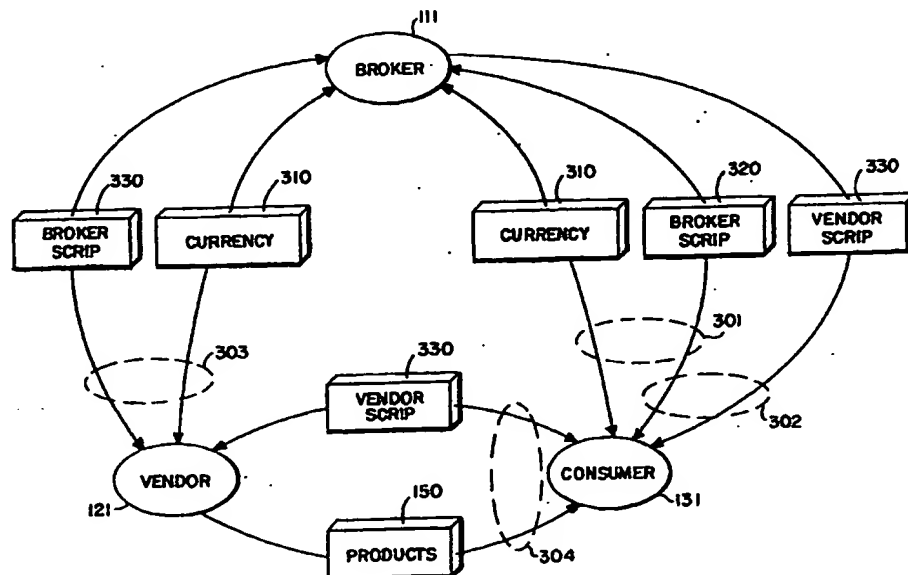 111
BROKER
330
310
310
320
330
BROKER
SCRIP
CURRENCY
CURRENCY
BROKER
SCRIP
VENDOR
SCRIP
303
301
330
VENDOR
SCRIP
302
VENDOR
CONSUMER
121
150
131
PRODUCTS
304